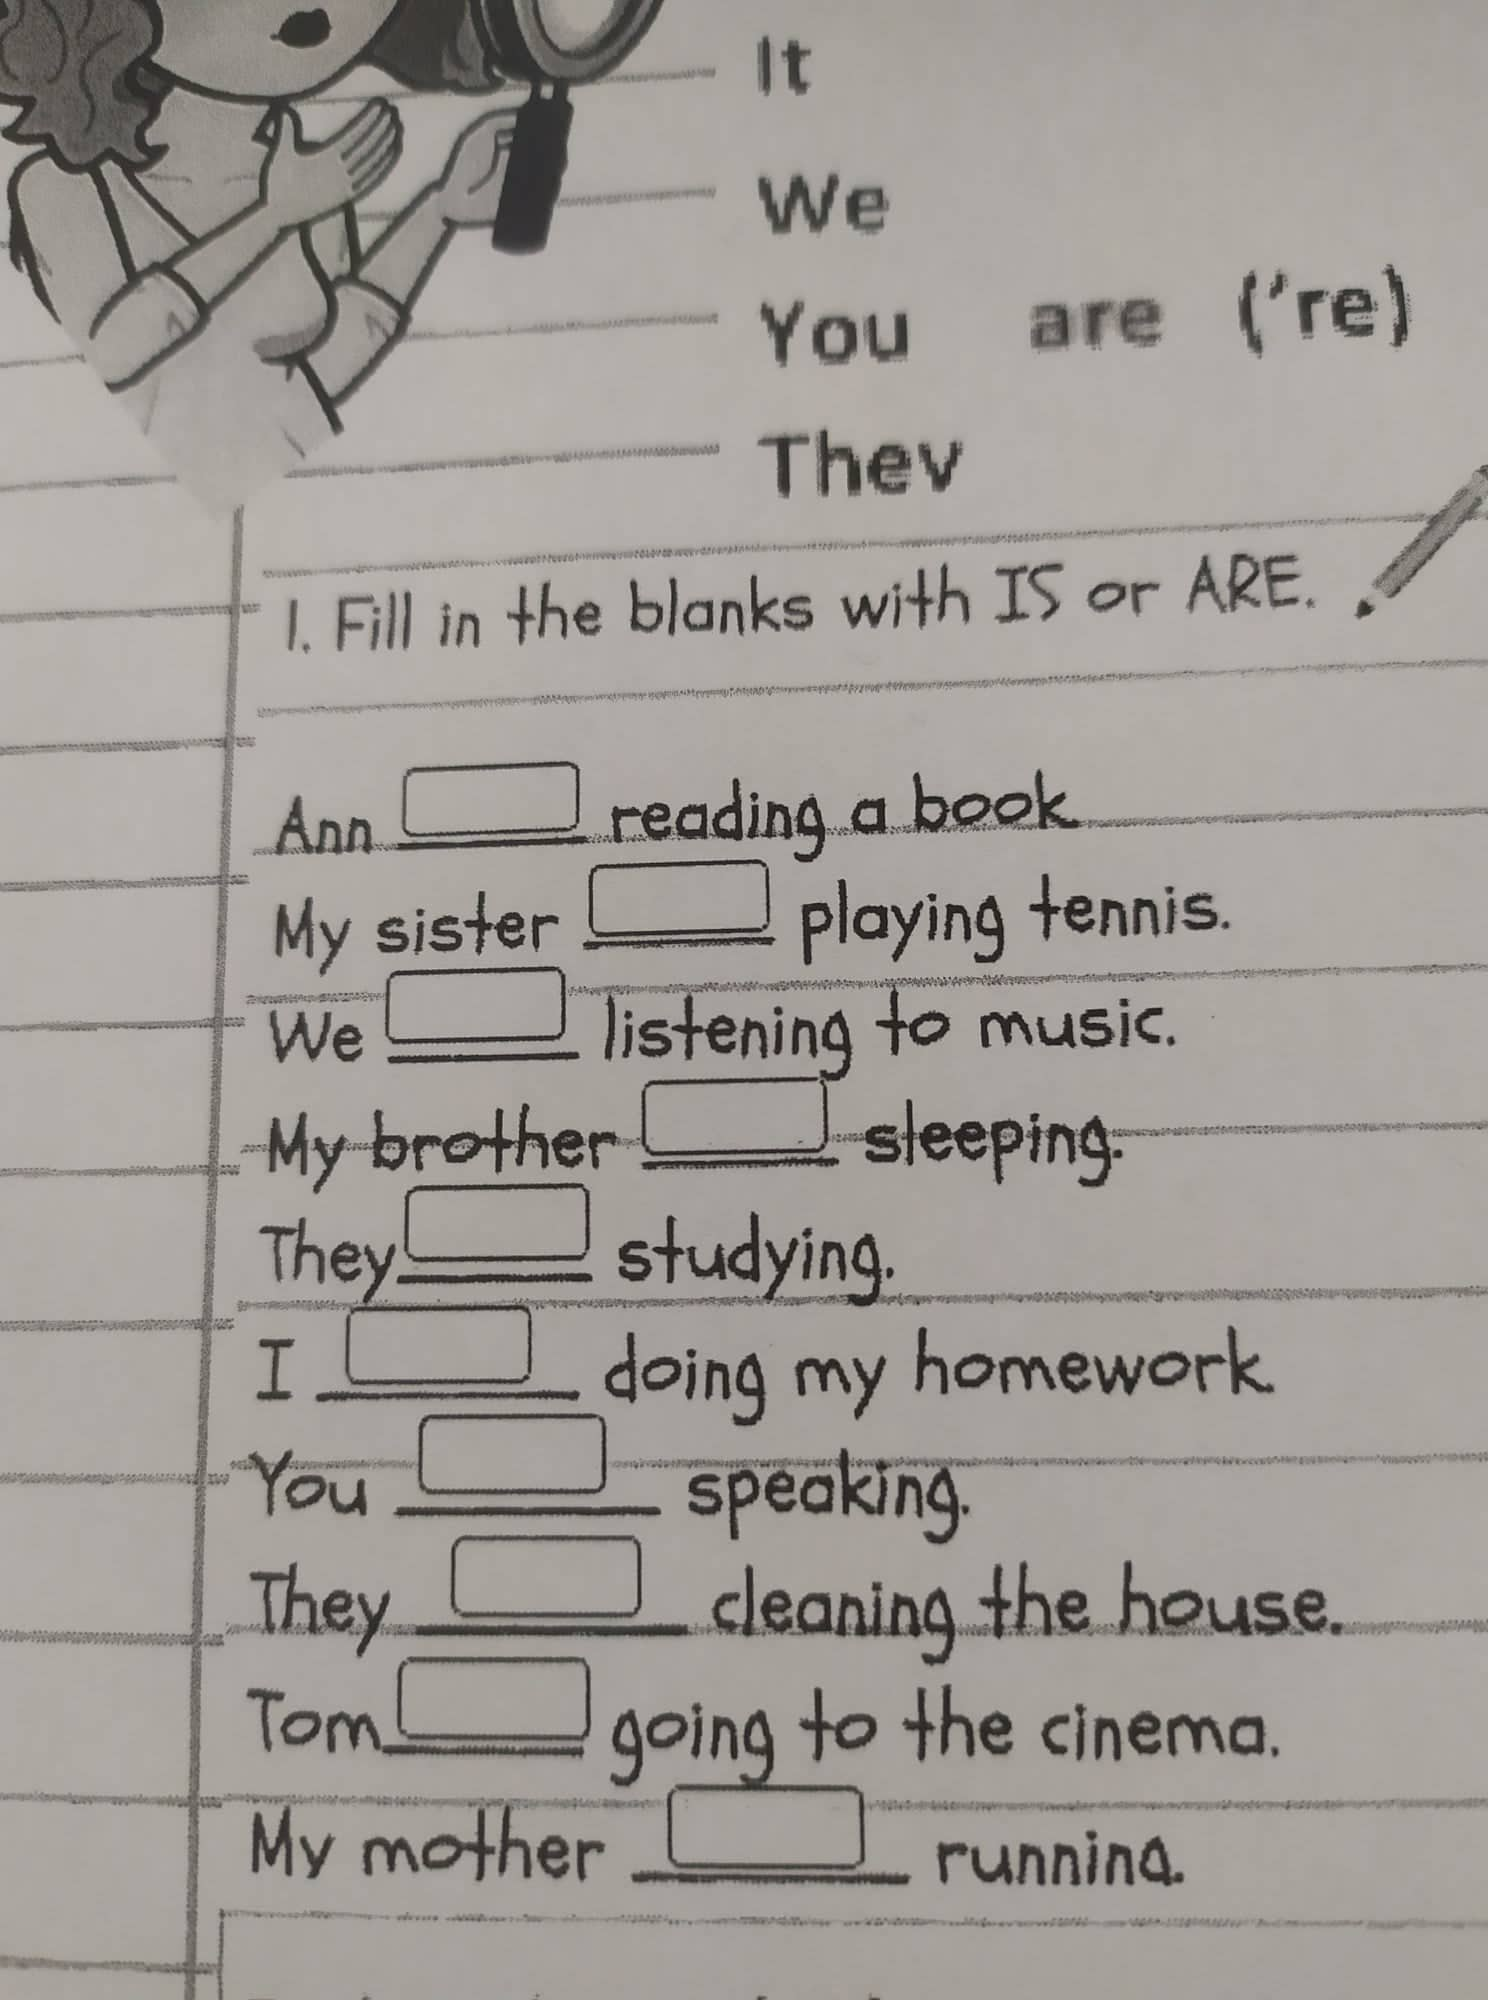 It
We
You are ('re)
They
1. Fill in the blanks with IS or ARE.
Ann reading a book.
My sister playing tennis.
We listening to music.
My brother sleeping.
They studying.
I doing my homework.
You speaking.
They cleaning the house.
Tom going to the cinema.
My mother running.